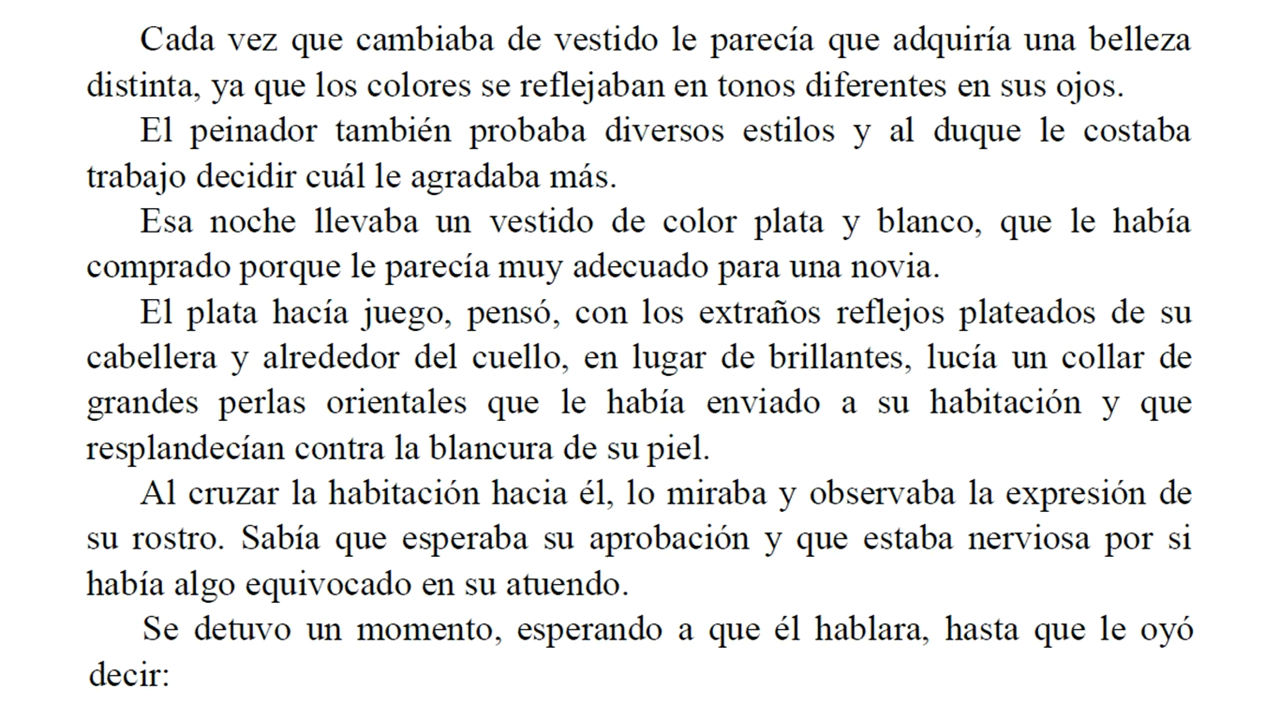 Cada vez que cambiaba de vestido le parecía que adquiría una belleza
distinta, ya que los colores se reflejaban en tonos diferentes en sus ojos.
El peinador también probaba diversos estilos y al duque le costaba
trabajo decidir cuál le agradaba más.
Esa noche llevaba un vestido de color plata y blanco, que le había
comprado porque le parecía muy adecuado para una novia.
El plata hacía juego, pensó, con los extraños reflejos plateados de su
cabellera y alrededor del cuello, en lugar de brillantes, lucía un collar de
grandes perlas orientales que le había enviado a su habitación y que
resplandecían contra la blancura de su piel.
Al cruzar la habitación hacia él, lo miraba y observaba la expresión de
su rostro. Sabía que esperaba su aprobación y que estaba nerviosa por si
había algo equivocado en su atuendo.
Se detuvo un momento, esperando a que él hablara, hasta que le oyó
decir: